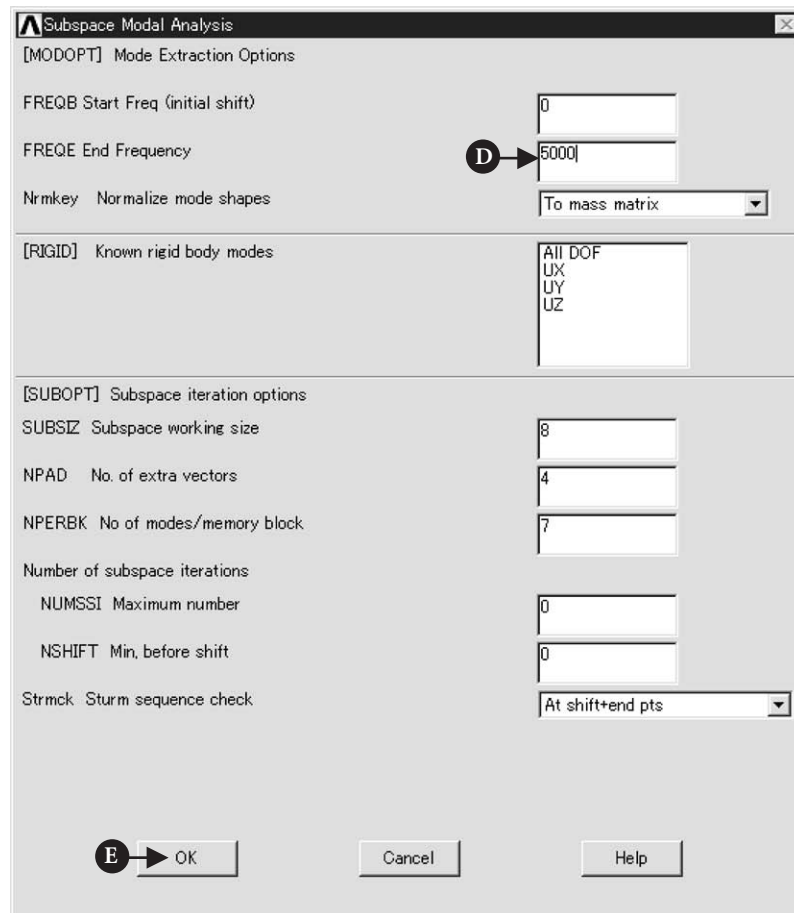 Subspace Modal Analysis
[MODOPT] Mode Extraction Options
FREQB Start Freq (initial shift) 0
FREQE End Frequency D 5000
Nrmkey Normalize mode shapes To mass matrix
[RIGID] Known rigid body modes All DOF
UX
UY
UZ
[SUBOPT] Subspace iteration options
SUBSIZ Subspace working size 8
NPAD No. of extra vectors 4
NPERBK No of modes/memory block 7
Number of subspace iterations
NUMSSI Maximum number 0
NSHIFT Min, before shift 0
Strmck Sturm sequence check At shift+end pts
E OK Cancel Help